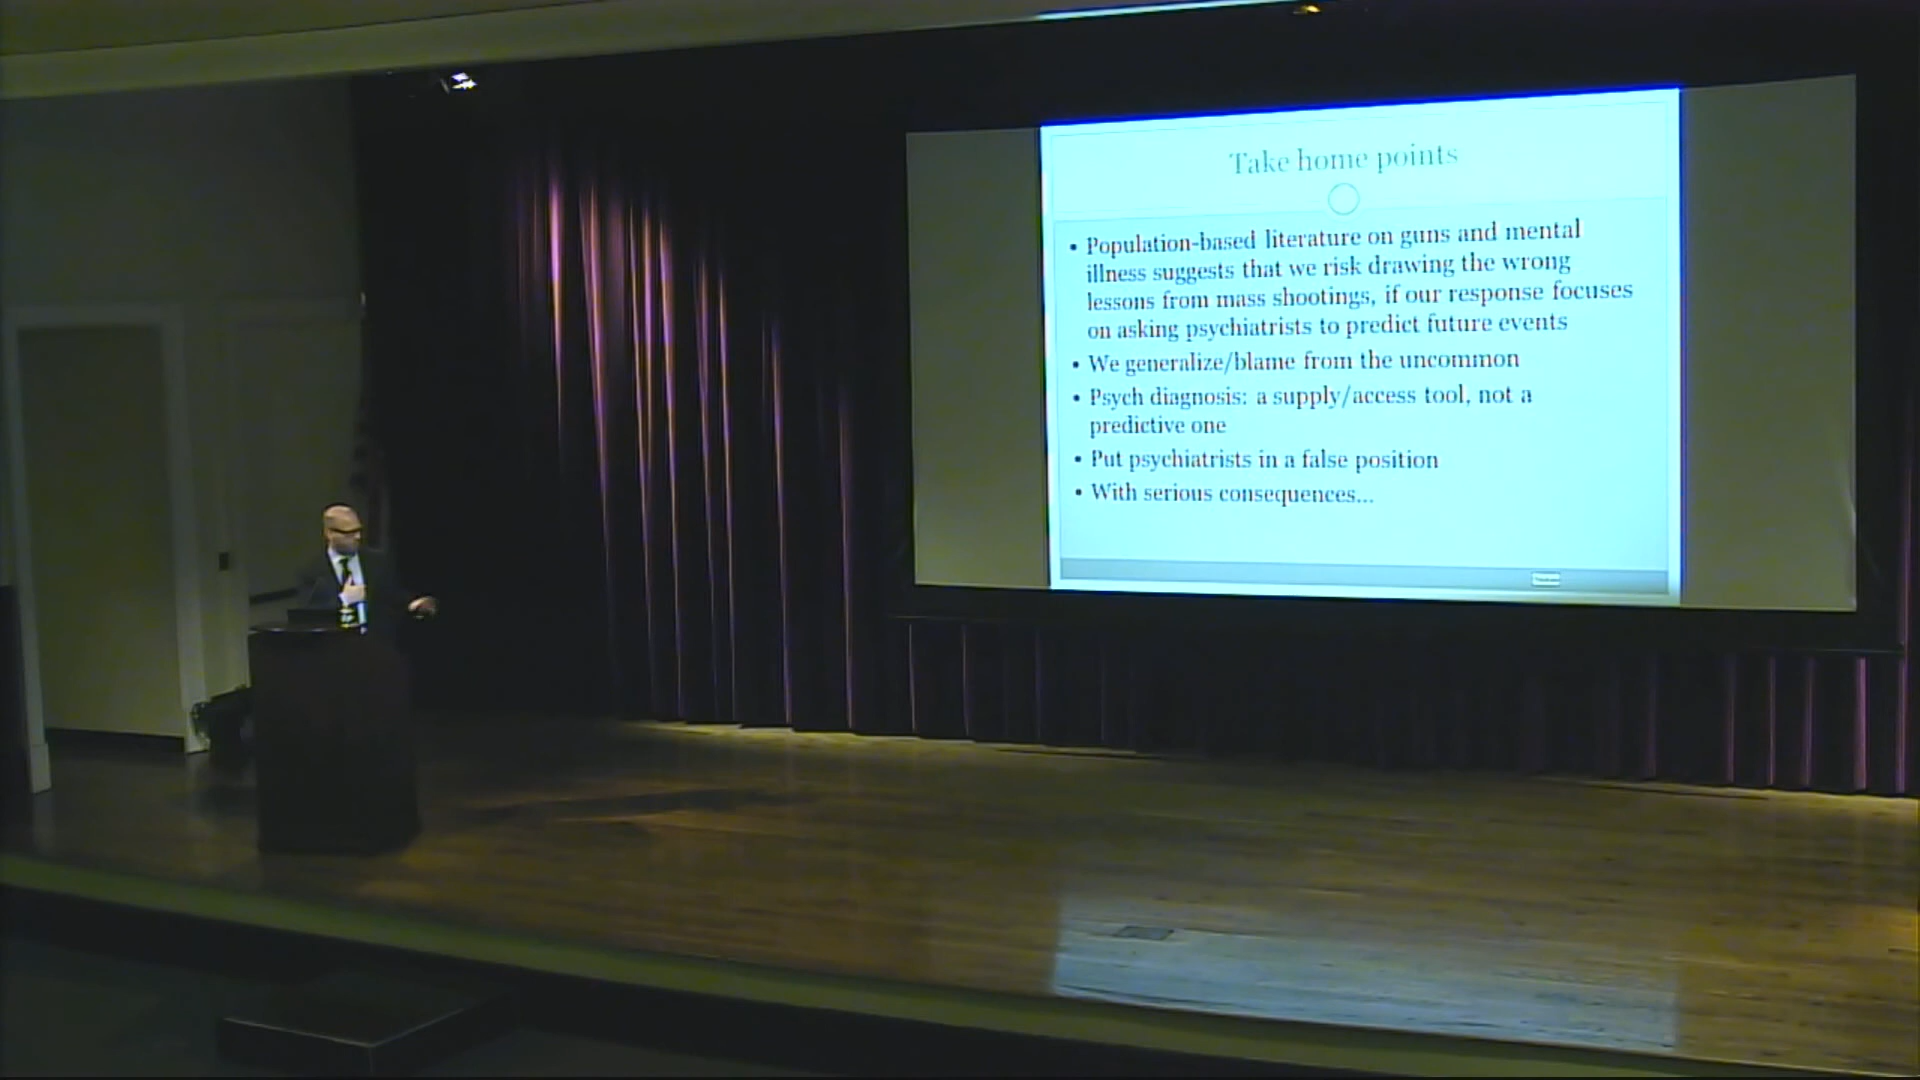 Take home points
• Population-based literature on guns and mental
illness suggests that we risk drawing the wrong
lessons from mass shootings, if our response focuses
on asking psychiatrists to predict future events
• We generalize/blame from the uncommon
• Psych diagnosis: a supply/access tool, not a
predictive one
• Put psychiatrists in a false position
• With serious consequences...